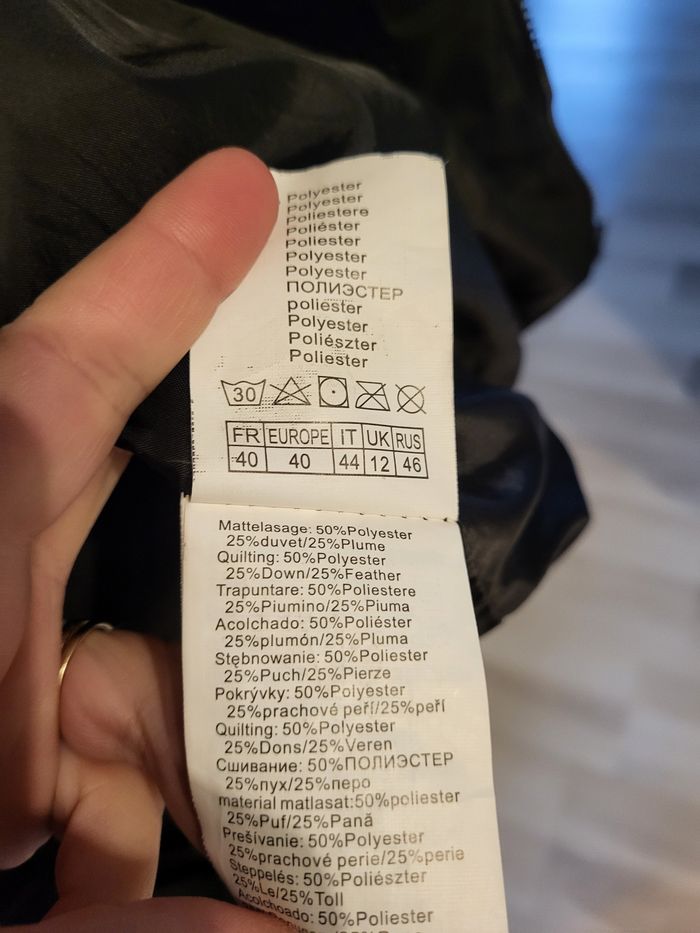 Polyester
Polyester
Poliestere
Poliéster
Poliester
Polyester
Polyester
ПОЛИЭСТЕР
poliester
Polyester
Poliészter
Poliester
30
FR EUROPE IT UK RUS
40 40 44 12 46
Mattelasage: 50%Polyester
25%duvet/25%Plume
Quilting: 50%Polyester
25%Down/25%Feather
Trapuntare: 50%Poliestere
25%Piumino/25%Piuma
Acolchado: 50%Poliéster
25%plumón/25%Pluma
Stębnowanie: 50%Poliester
25%Puch/25%Pierze
Pokrývky: 50%Polyester
25%prachové peří/25%peří
Quilting: 50%Polyester
25%Dons/25%Veren
Сшивание: 50%ПОЛИЭСТЕР
25%пух/25%перо
material matlasat:50%poliester
25%Puf/25%Pană
Prešívanie: 50%Polyester
25%prachové perie/25%perie
Steppelés: 50%Poliészter
25%Le/25%Toll
Acolchoado: 50%Poliester